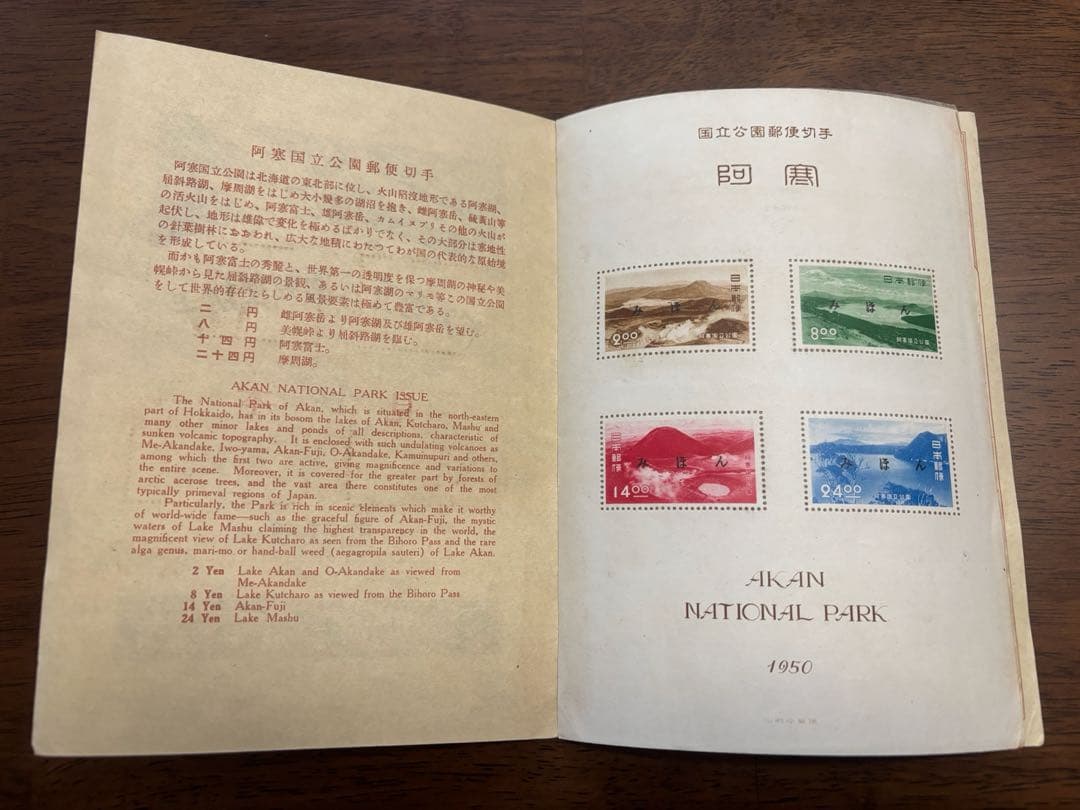 阿寒国立公園郵便切手
阿寒国立公園は北海道の東北部に位し、火山陥没地形である阿寒湖、
屈斜路湖、摩周湖をはじめ大小幾多の湖沼を抱き、雌阿寒岳、硫黄山等
の活火山をはじめ、阿寒富士、雄阿寒岳、カムイヌプリその他の火山が
起伏し、地形は雄偉で変化を極めるばかりでなく、その大部分は寒地性
の針葉樹林におおわれ、広大な地積にわたつてわが国の代表的な原始境
を形成している。
而かも阿寒富士の秀麗と、世界第一の透明度を保つ摩周湖の神秘や美
幌峠から見た屈斜路湖の景観、あるいは阿寒湖のマリモ等この国立公園
をして世界的存在たらしめる風景要素は極めて豊富である。
二円 雌阿寒岳より阿寒湖及び雄阿寒岳を望む。
八円 美幌峠より屈斜路湖を臨む。
十四円 阿寒富士。
二十四円 摩周湖。
AKAN NATIONAL PARK ISSUE
The National Park of Akan, which is situated in the north-eastern
part of Hokkaido, has in its bosom the lakes of Akan, Kutcharo, Mashu and
many other minor lakes and ponds of all descriptions, characteristic of
sunken volcanic topography. It is enclosed with such undulating volcanoes as
Me-Akandake, Iwo-yama, Akan-Fuji, O-Akandake, Kamuinupuri and others,
among which the first two are active, giving magnificence and variations to
the entire scene. Moreover, it is covered for the greater part by forests of
arctic acerose trees, and the vast area there constitutes one of the most
typically primeval regions of Japan.
Particularly, the Park is rich in scenic elements which make it worthy
of world-wide fame—such as the graceful figure of Akan-Fuji, the mystic
waters of Lake Mashu claiming the highest transparency in the world, the
magnificent view of Lake Kutcharo as seen from the Bihoro Pass and the rare
alga genus, mari-mo or hand-ball weed (aegagropila sauteri) of Lake Akan.
2 Yen Lake Akan and O-Akandake as viewed from
Me-Akandake
8 Yen Lake Kutcharo as viewed from the Bihoro Pass
14 Yen Akan-Fuji
24 Yen Lake Mashu
国立公園郵便切手
阿寒
日本郵便
みほん
2.00
阿寒国立公園
日本郵便
みほん
8.00
阿寒国立公園
日本郵便
みほん
14.00
日本郵便
みほん
24.00
阿寒国立公園
AKAN
NATIONAL PARK
1950